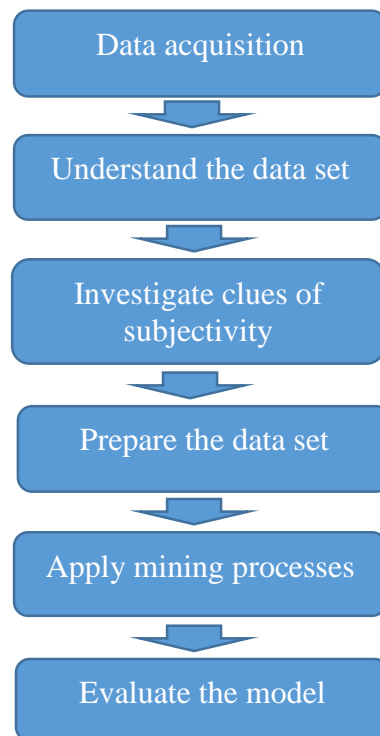 Data acquisition
Understand the data set
Investigate clues of
subjectivity
Prepare the data set
Apply mining processes
Evaluate the model